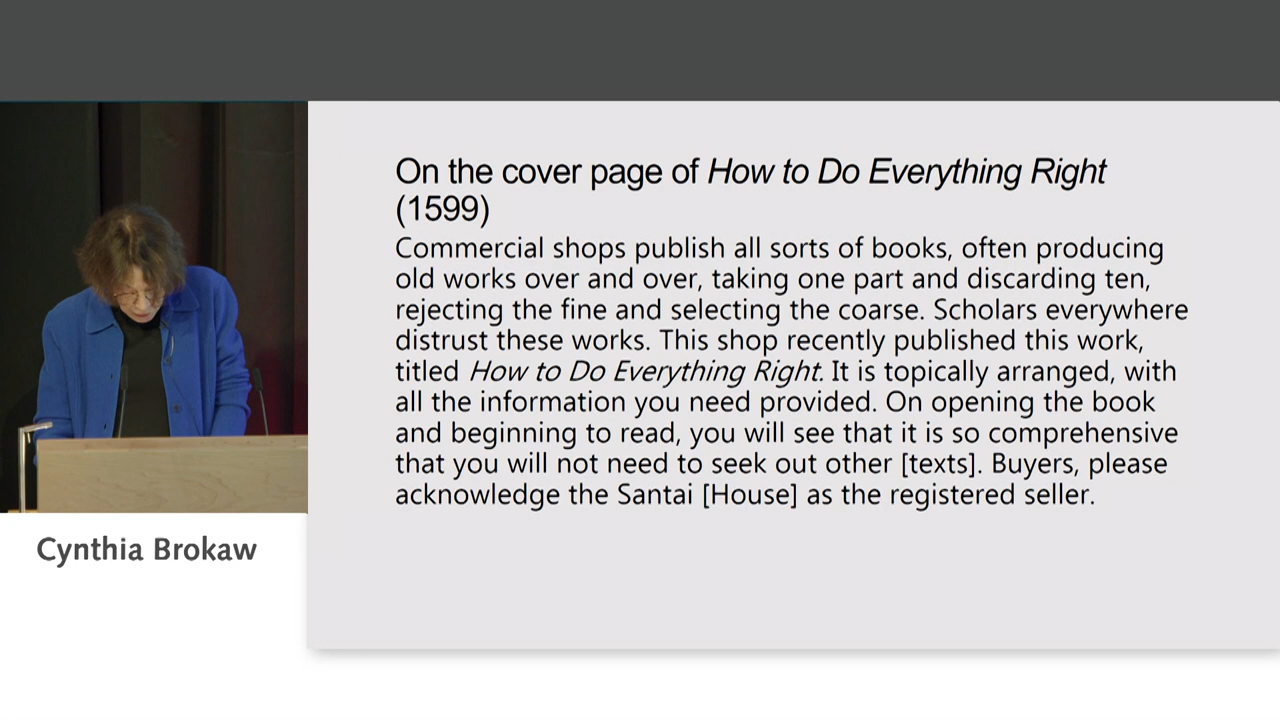 On the cover page of How to Do Everything Right
(1599)
Commercial shops publish all sorts of books, often producing
old works over and over, taking one part and discarding ten,
rejecting the fine and selecting the coarse. Scholars everywhere
distrust these works. This shop recently published this work,
titled How to Do Everything Right. It is topically arranged, with
all the information you need provided. On opening the book
and beginning to read, you will see that it is so comprehensive
that you will not need to seek out other [texts]. Buyers, please
acknowledge the Santai [House] as the registered seller.
Cynthia Brokaw